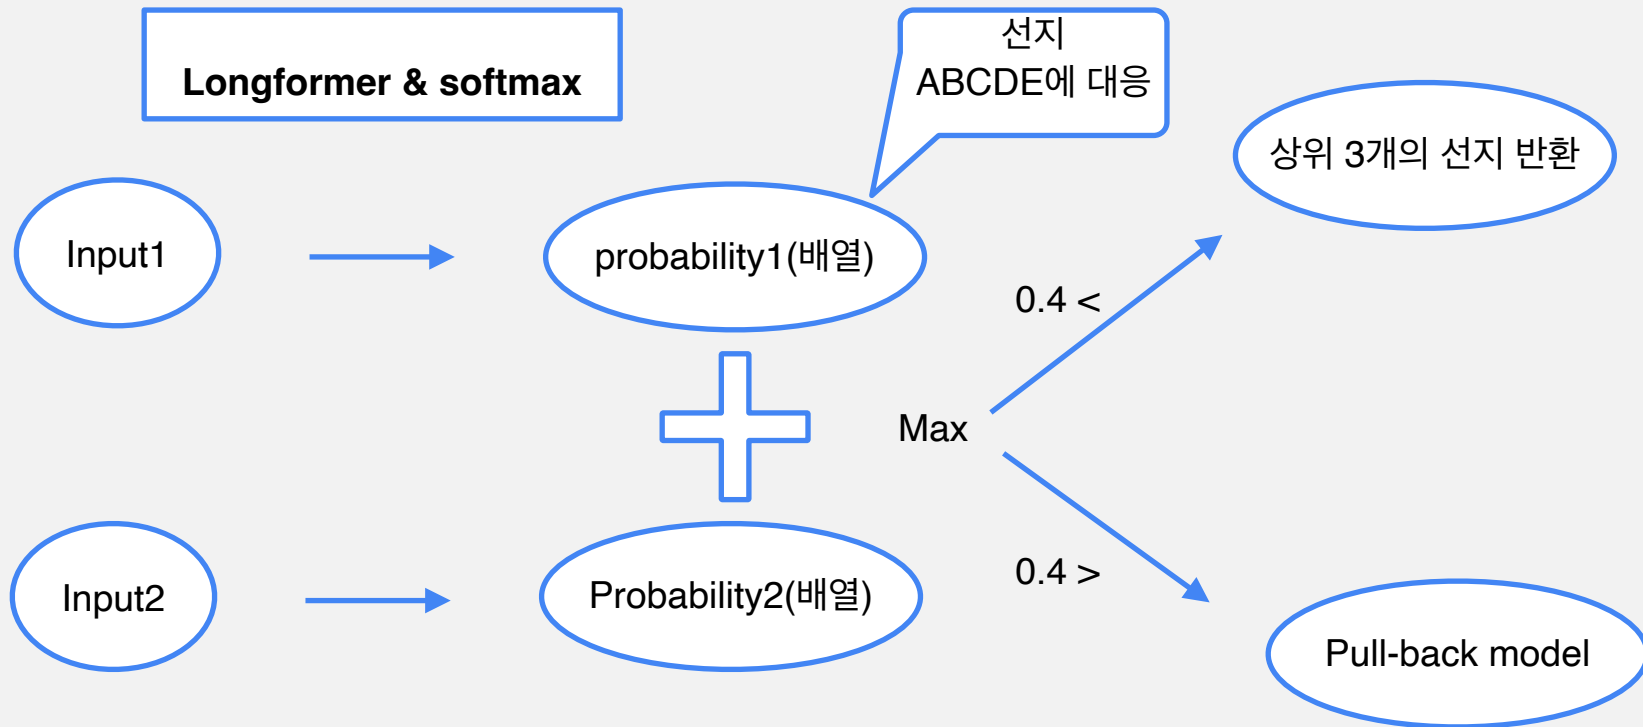 Longformer & softmax
선지
ABCDE에 대응
상위 3개의 선지 반환
Input1
probability1(배열)
0.4 <
Max
Input2
Probability2(배열)
0.4 >
Pull-back model